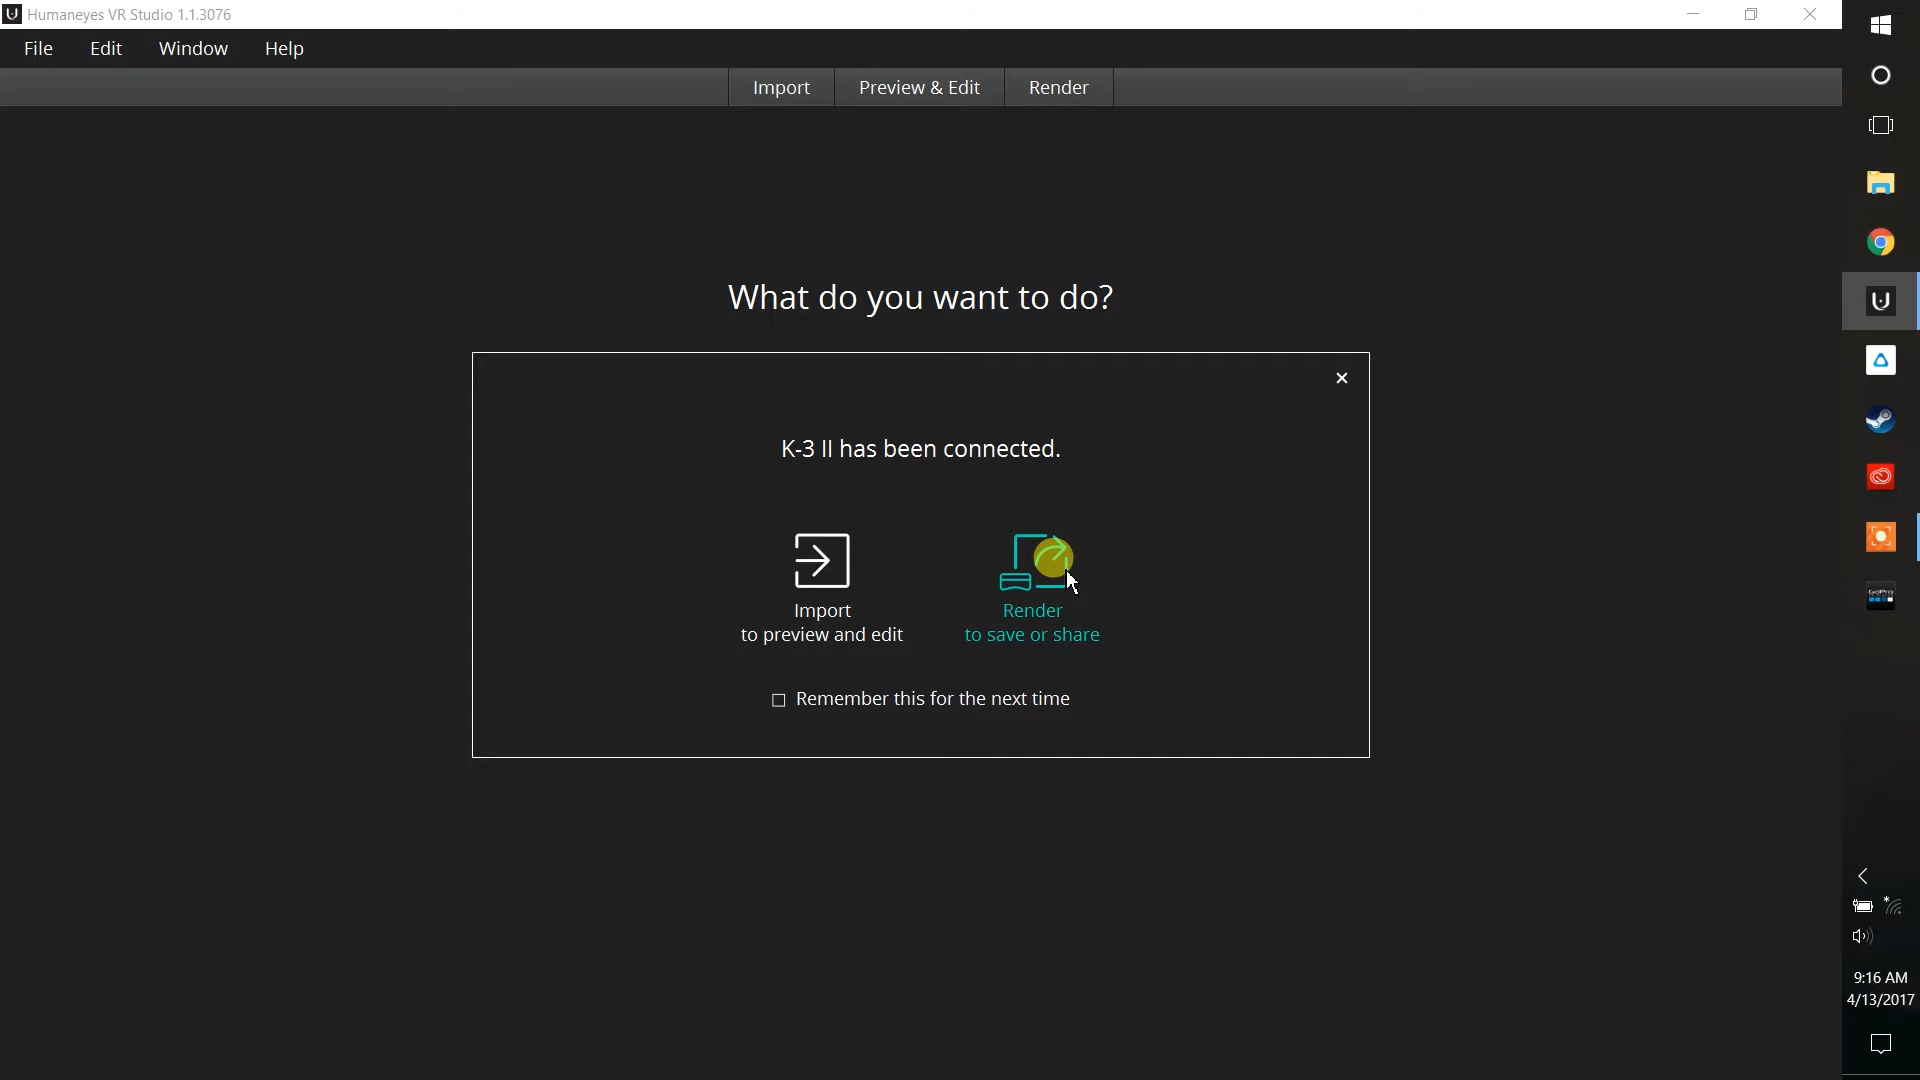 Humaneyes VR Studio 1.1.3076
File Edit Window Help
Import Preview & Edit Render
What do you want to do?
K-3 II has been connected.
Import
to preview and edit
Render
to save or share
Remember this for the next time
GoPro
9:16 AM
4/13/2017